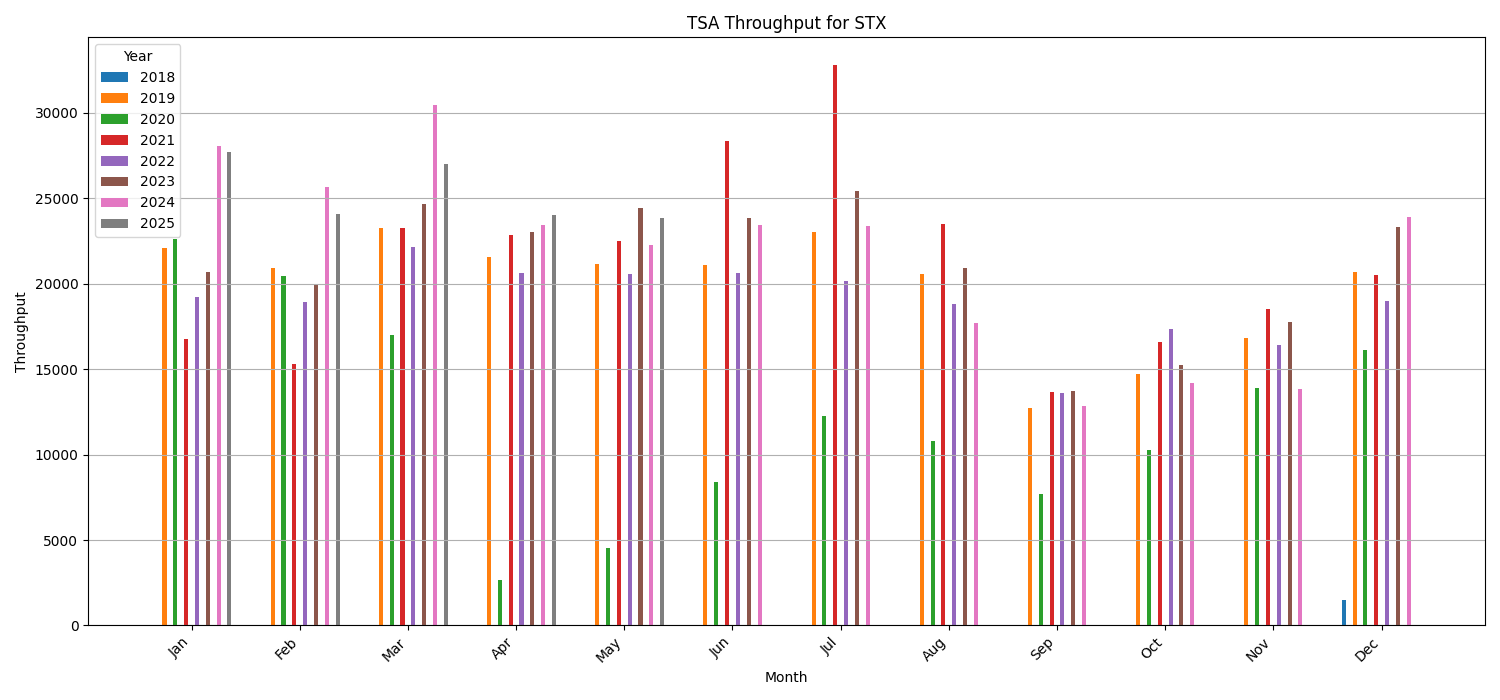 TSA Throughput for STX
Year
2018
2019
2020
2021
2022
2023
2024
2025
Throughput
30000
25000
20000
15000
10000
5000
0
Jan
Feb
Mar
Apr
May
Jun
Jul
Aug
Sep
Oct
Nov
Dec
Month